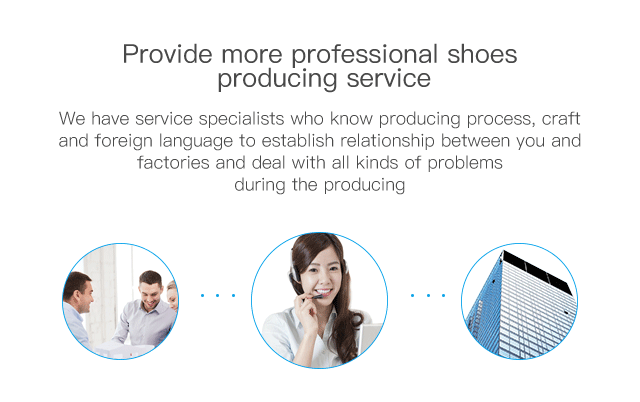 Provide more professional shoes
producing service
We have service specialists who know producing process, craft
and foreign language to establish relationship between you and
factories and deal with all kinds of problems
during the producing